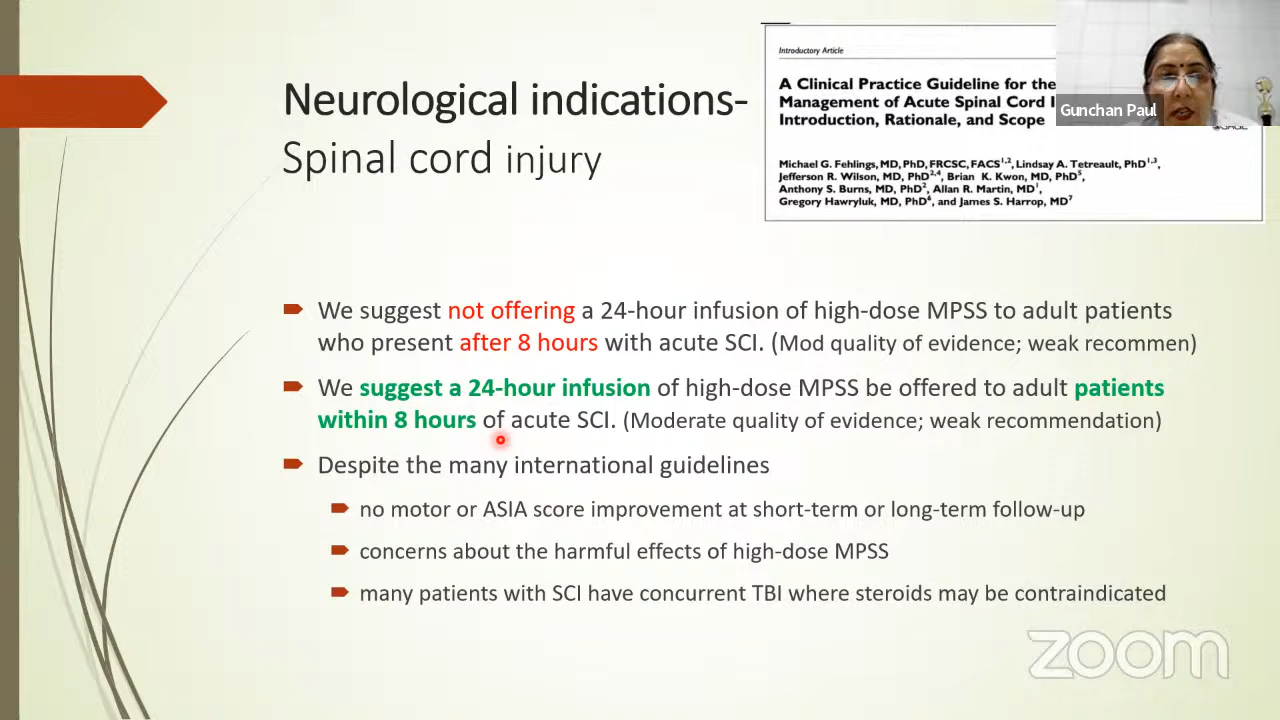 Neurological indications-
Spinal cord injury
Introductory Article
A Clinical Practice Guideline for the
Management of Acute Spinal Cord
Introduction, Rationale, and Scope
Michael G. Fehlings, MD, PhD, FRCSC, FACS1,2, Lindsay A. Tetreault, PhD1,3,
Jefferson R. Wilson, MD, PhD2,4, Brian K. Kwon, MD, PhD5,
Anthony S. Burns, MD, PhD2, Allan R. Martin, MD1,
Gregory Hawryluk, MD, PhD6, and James S. Harrop, MD7
Gunchan Paul
We suggest not offering a 24-hour infusion of high-dose MPSS to adult patients
who present after 8 hours with acute SCI. (Mod quality of evidence; weak recommen)
We suggest a 24-hour infusion of high-dose MPSS be offered to adult patients
within 8 hours of acute SCI. (Moderate quality of evidence; weak recommendation)
Despite the many international guidelines
no motor or ASIA score improvement at short-term or long-term follow-up
concerns about the harmful effects of high-dose MPSS
many patients with SCI have concurrent TBI where steroids may be contraindicated
zoom